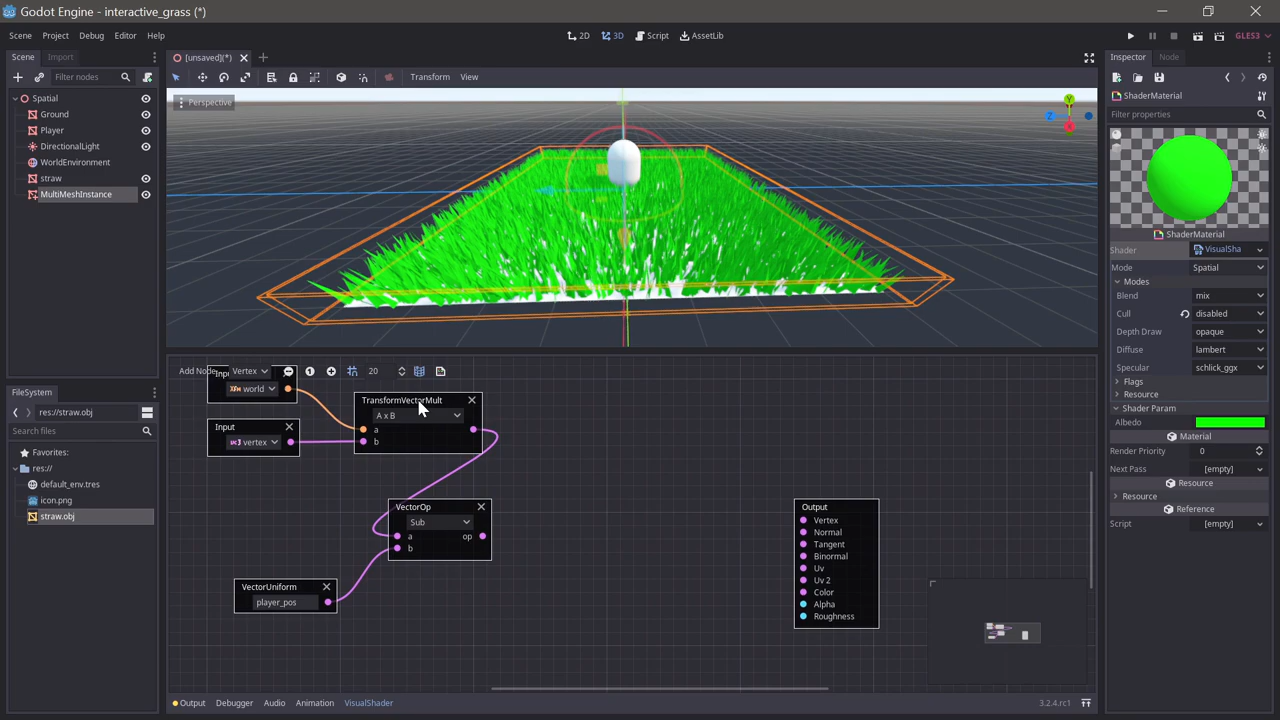 Godot Engine - interactive_grass (*)
Scene Project Debug Editor Help
2D 3D Script AssetLib
GLES3
Scene Import
Filter nodes
Spatial
Ground
Player
DirectionalLight
WorldEnvironment
straw
MultiMeshInstance
FileSystem
res://straw.obj
Search files
Favorites:
res://
default_env.tres
icon.png
straw.obj
[unsaved](*)
Transform View
Perspective
Y
Z
X
Add Node Vertex 20
Inpu
world
Input
vertex
TransformVectorMult
A x B
a
b
VectorOp
Sub
a op
b
VectorUniform
player_pos
Output
Vertex
Normal
Tangent
Binormal
Uv
Uv 2
Color
Alpha
Roughness
Output Debugger Audio Animation VisualShader 3.2.4.rc1
Inspector Node
ShaderMaterial
Filter properties
ShaderMaterial
Shader VisualSha
Mode Spatial
Modes
Blend mix
Cull disabled
Depth Draw opaque
Diffuse lambert
Specular schlick_ggx
Flags
Resource
Shader Param
Albedo
Material
Render Priority 0
Next Pass [empty]
Resource
Resource
Reference
Script [empty]